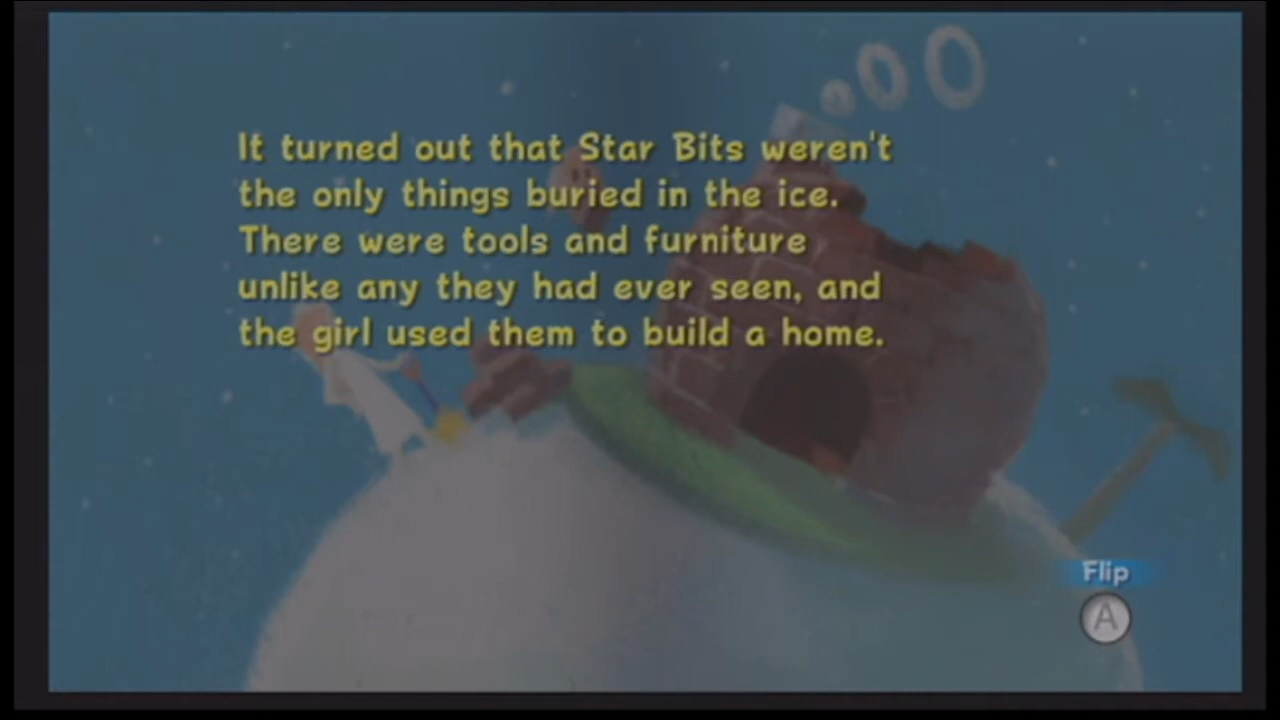 It turned out that Star Bits weren't
the only things buried in the ice.
There were tools and furniture
unlike any they had ever seen, and
the girl used them to build a home.
Flip
A